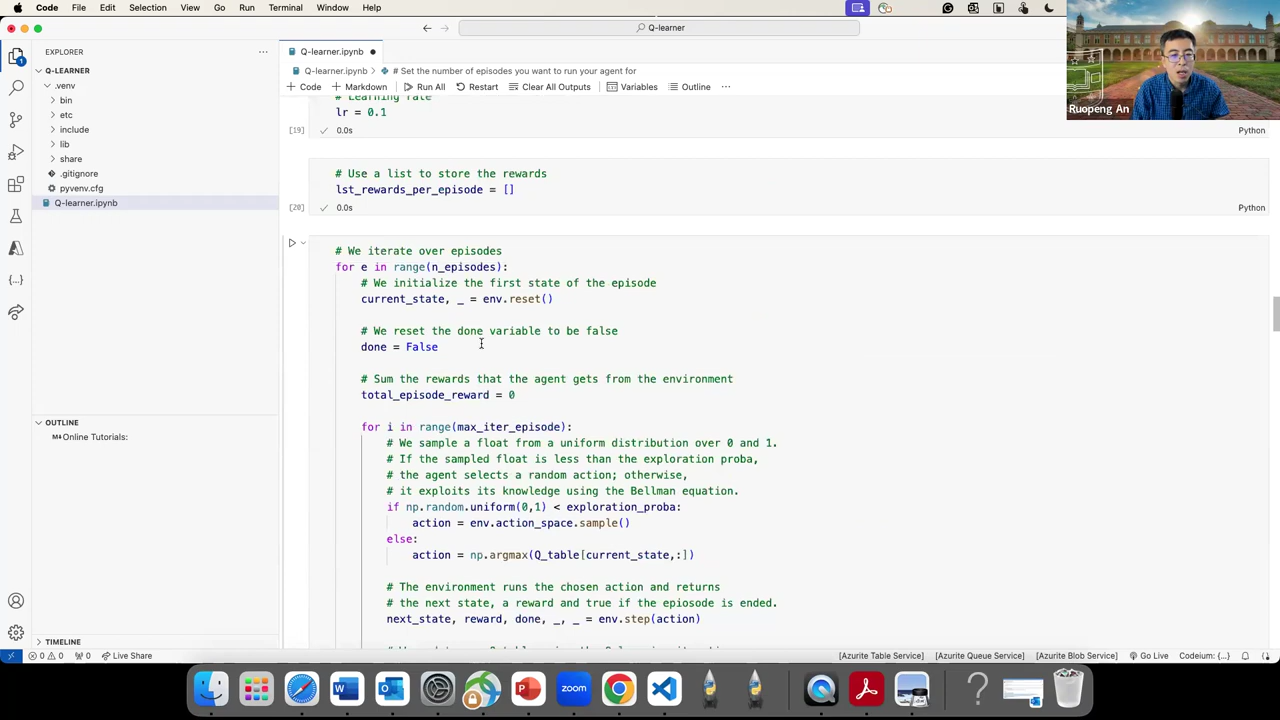 Code File Edit Selection View Go Run Terminal Window Help
Q-learner
EXPLORER
Q-LEARNER
.venv
bin
etc
include
lib
share
.gitignore
pyvenv.cfg
Q-learner.ipynb
OUTLINE
Online Tutorials:
TIMELINE
Q-learner.ipynb
Q-learner.ipynb > # Set the number of episodes you want to run your agent for
+ Code + Markdown Run All Restart Clear All Outputs Variables Outline ...
Ruopeng An
# Learning rate
lr = 0.1
[19] 0.0s Python
# Use a list to store the rewards
lst_rewards_per_episode = []
[20] 0.0s Python
# We iterate over episodes
for e in range(n_episodes):
# We initialize the first state of the episode
current_state, _ = env.reset()
# We reset the done variable to be false
done = False
# Sum the rewards that the agent gets from the environment
total_episode_reward = 0
for i in range(max_iter_episode):
# We sample a float from a uniform distribution over 0 and 1.
# If the sampled float is less than the exploration proba,
# the agent selects a random action; otherwise,
# it exploits its knowledge using the Bellman equation.
if np.random.uniform(0,1) < exploration_proba:
action = env.action_space.sample()
else:
action = np.argmax(Q_table[current_state,:])
# The environment runs the chosen action and returns
# the next state, a reward and true if the epiosde is ended.
next_state, reward, done, _, _ = env.step(action)
0 0 0 Live Share [Azurite Table Service] [Azurite Queue Service] [Azurite Blob Service] Go Live Codeium: {...}
zoom